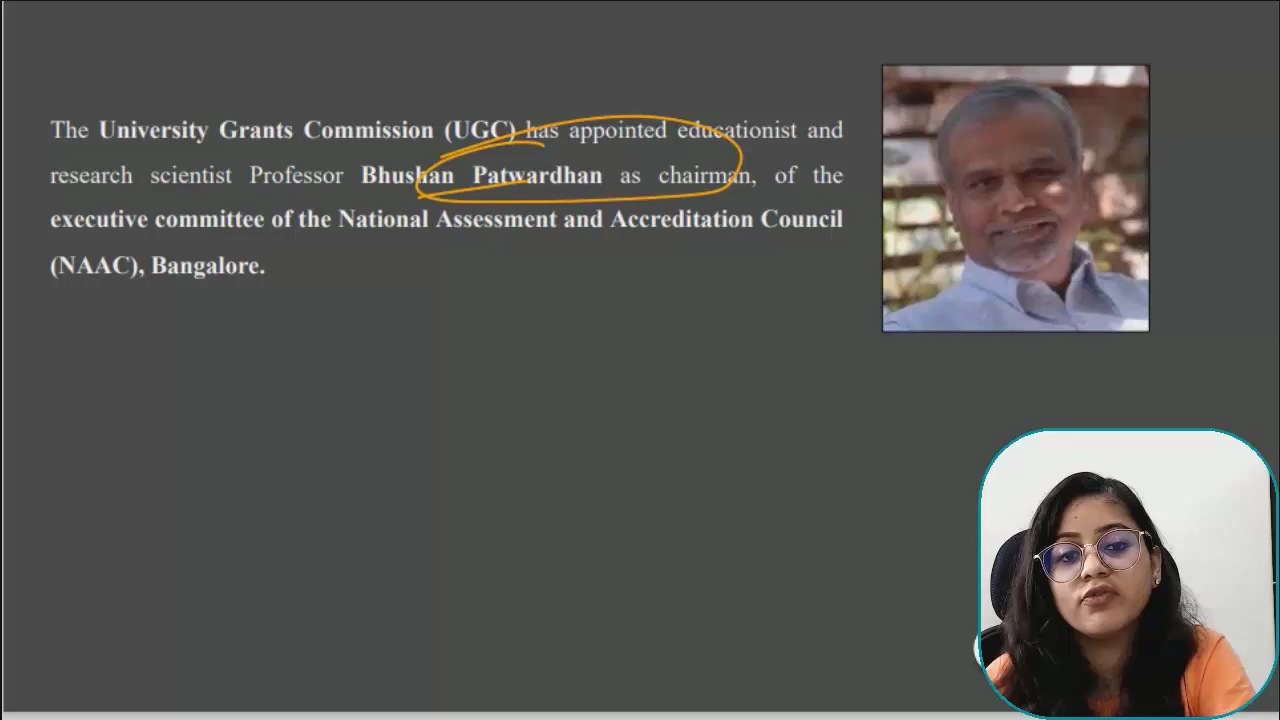 The University Grants Commission (UGC) has appointed educationist and
research scientist Professor Bhushan Patwardhan as chairman, of the
executive committee of the National Assessment and Accreditation Council
(NAAC), Bangalore.